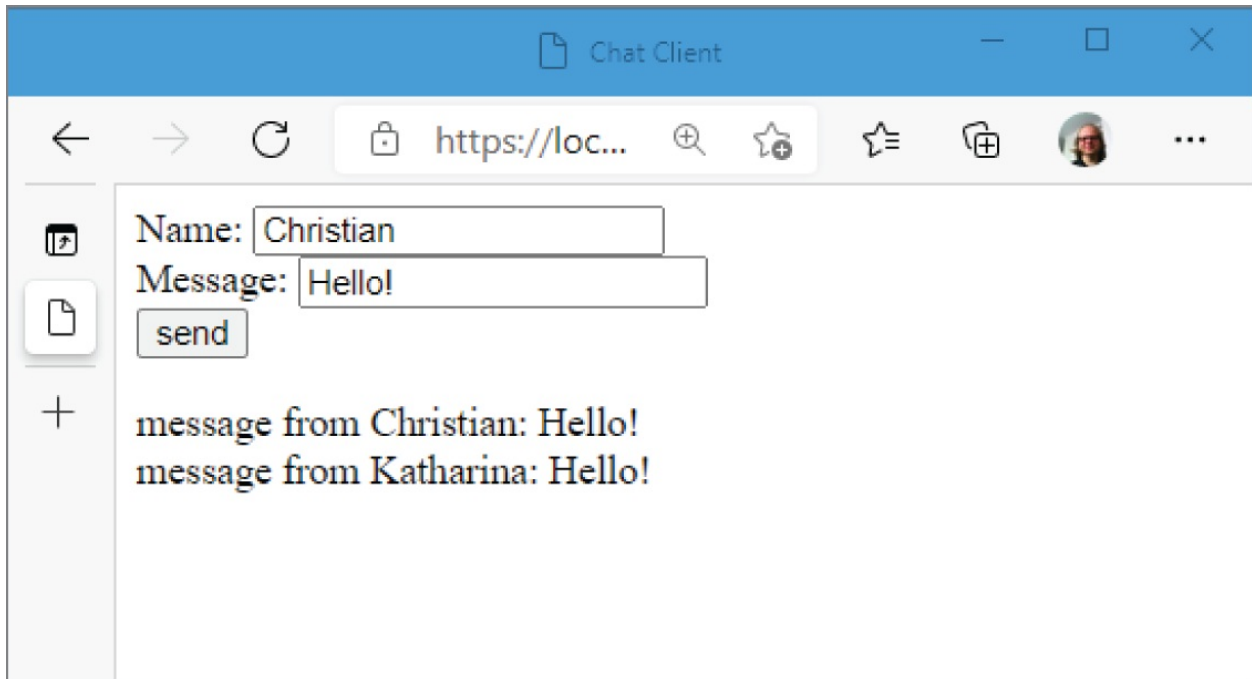 Chat Client
https://loc...
Name: Christian
Message: Hello!
send
message from Christian: Hello!
message from Katharina: Hello!